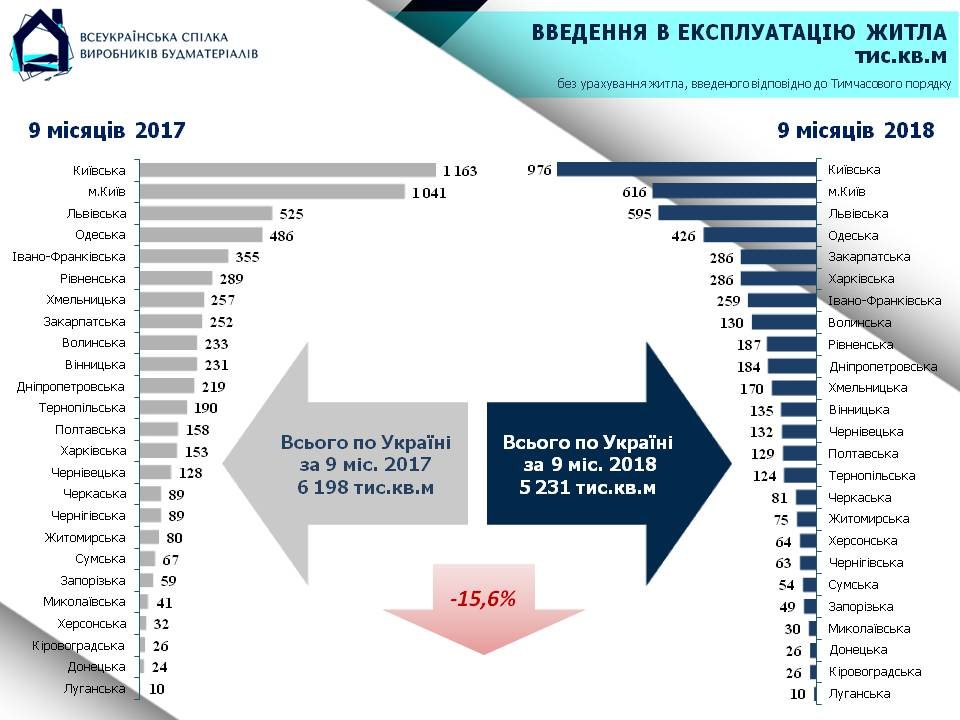 ВСЕУКРАЇНСЬКА СПІЛКА
ВИРОБНИКІВ БУДМАТЕРІАЛІВ
ВВЕДЕННЯ В ЕКСПЛУАТАЦІЮ ЖИТЛА
тис.кв.м
без урахування житла, введеного відповідно до Тимчасового порядку
9 місяців 2017
Київська 1 163
м.Київ 1 041
Львівська 525
Одеська 486
Івано-Франківська 355
Рівненська 289
Хмельницька 257
Закарпатська 252
Волинська 233
Вінницька 231
Дніпропетровська 219
Тернопільська 190
Полтавська 158
Харківська 153
Чернівецька 128
Черкаська 89
Чернігівська 89
Житомирська 80
Сумська 67
Запорізька 59
Миколаївська 41
Херсонська 32
Кіровоградська 26
Донецька 24
Луганська 10
Всього по Україні
за 9 міс. 2017
6 198 тис.кв.м
Всього по Україні
за 9 міс. 2018
5 231 тис.кв.м
-15,6%
9 місяців 2018
976 Київська
616 м.Київ
595 Львівська
426 Одеська
286 Закарпатська
286 Харківська
259 Івано-Франківська
130 Волинська
187 Рівненська
184 Дніпропетровська
170 Хмельницька
135 Вінницька
132 Чернівецька
129 Полтавська
124 Тернопільська
81 Черкаська
75 Житомирська
64 Херсонська
63 Чернігівська
54 Сумська
49 Запорізька
30 Миколаївська
26 Донецька
26 Кіровоградська
10 Луганська